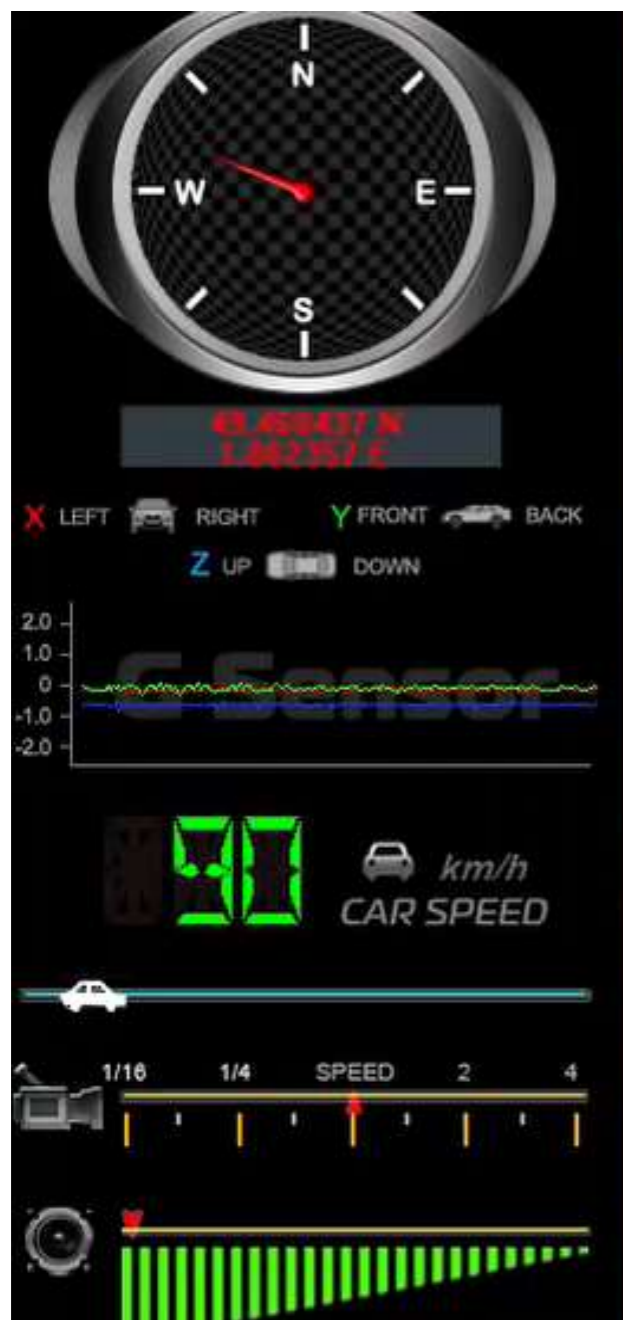 N
W E
S
X LEFT RIGHT Y FRONT BACK
Z UP DOWN
2.0
1.0
0
-1.0
-2.0
G Sensor
90 km/h
CAR SPEED
1/16 1/4 SPEED 2 4